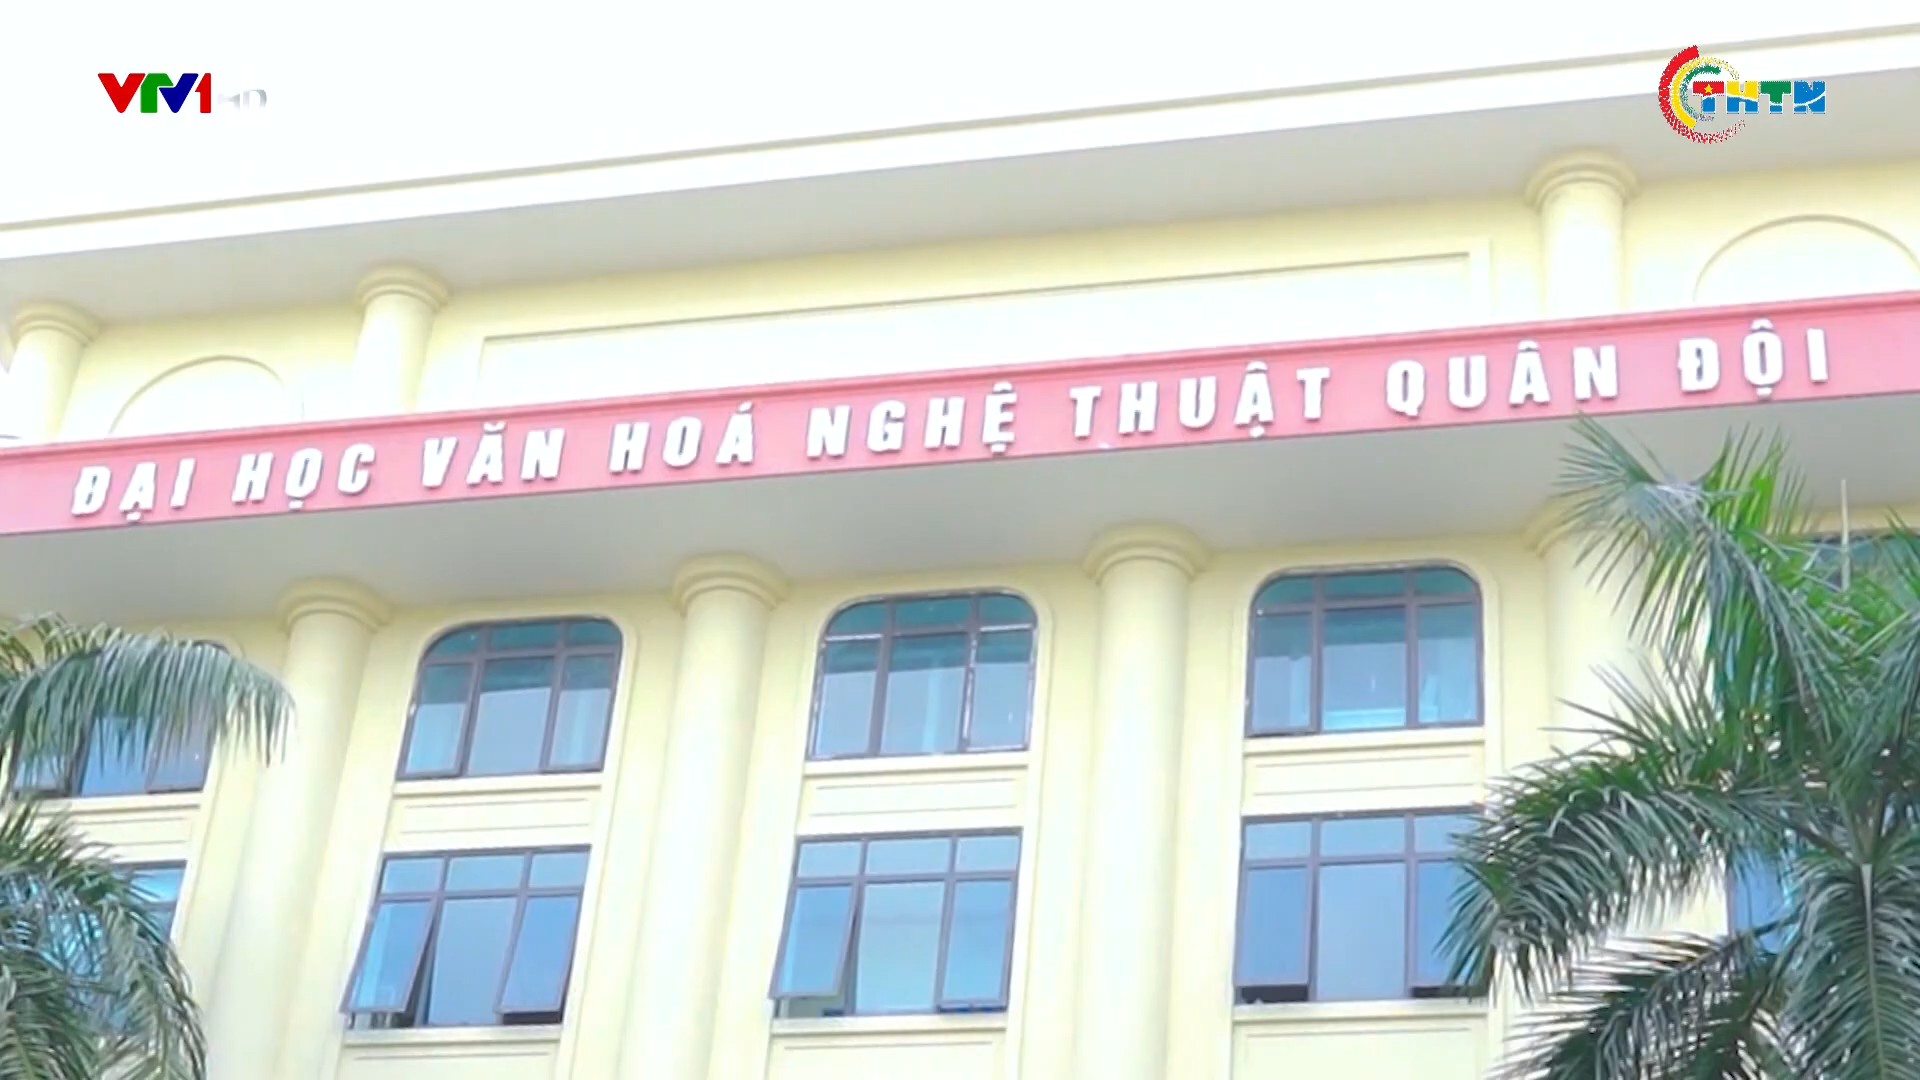 VTV1 HD
THTN
ĐẠI HỌC VĂN HOÁ NGHỆ THUẬT QUÂN ĐỘI